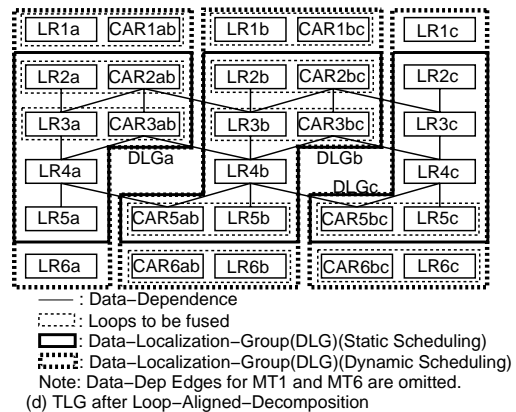 LR1a CAR1ab LR1b CAR1bc LR1c
LR2a CAR2ab LR2b CAR2bc LR2c
LR3a CAR3ab LR3b CAR3bc LR3c
DLGa DLGb
LR4a LR4b DLGc LR4c
LR5a CAR5ab LR5b CAR5bc LR5c
LR6a CAR6ab LR6b CAR6bc LR6c
: Data−Dependence
: Loops to be fused
: Data−Localization−Group(DLG)(Static Scheduling)
: Data−Localization−Group(DLG)(Dynamic Scheduling)
Note: Data−Dep Edges for MT1 and MT6 are omitted.
(d) TLG after Loop−Aligned−Decomposition